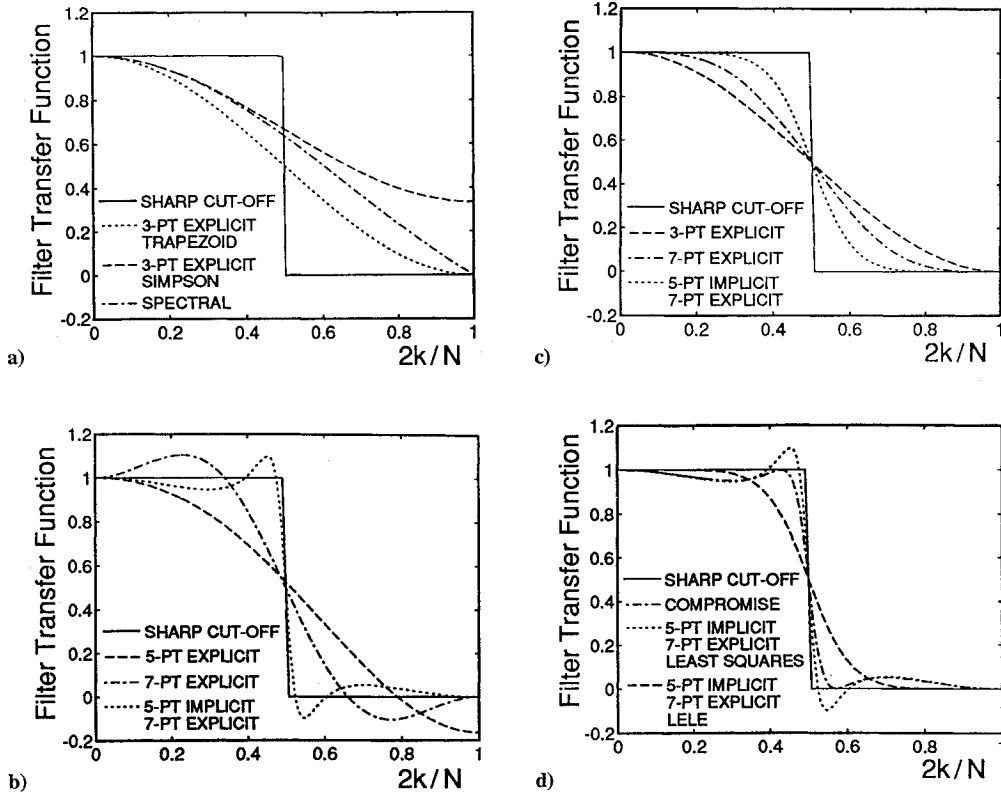 1.2
1
0.8
0.6
0.4
0.2
0
-0.2
Filter Transfer Function
SHARP CUT-OFF
3-PT EXPLICIT
TRAPEZOID
3-PT EXPLICIT
SIMPSON
SPECTRAL
0 0.2 0.4 0.6 0.8 1
2k/N
a)
1.2
1
0.8
0.6
0.4
0.2
0
-0.2
Filter Transfer Function
SHARP CUT-OFF
3-PT EXPLICIT
7-PT EXPLICIT
5-PT IMPLICIT
7-PT EXPLICIT
0 0.2 0.4 0.6 0.8 1
2k/N
c)
1.2
1
0.8
0.6
0.4
0.2
0
-0.2
Filter Transfer Function
SHARP CUT-OFF
5-PT EXPLICIT
7-PT EXPLICIT
5-PT IMPLICIT
7-PT EXPLICIT
0 0.2 0.4 0.6 0.8 1
2k/N
b)
1.2
1
0.8
0.6
0.4
0.2
0
-0.2
Filter Transfer Function
SHARP CUT-OFF
COMPROMISE
5-PT IMPLICIT
7-PT EXPLICIT
LEAST SQUARES
5-PT IMPLICIT
7-PT EXPLICIT
LELE
0 0.2 0.4 0.6 0.8 1
2k/N
d)